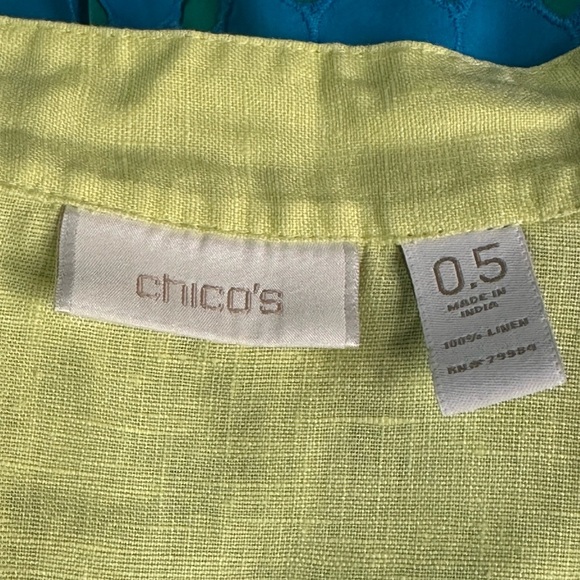 chico's
0.5
MADE IN
INDIA
100% LINEN
RN# 79984